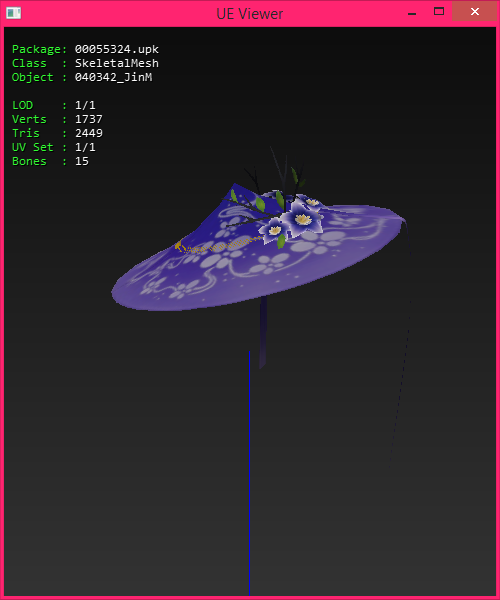 UE Viewer
Package: 00055324.upk
Class : SkeletalMesh
Object : 040342_JinM
LOD : 1/1
Verts : 1737
Tris : 2449
UV Set : 1/1
Bones : 15